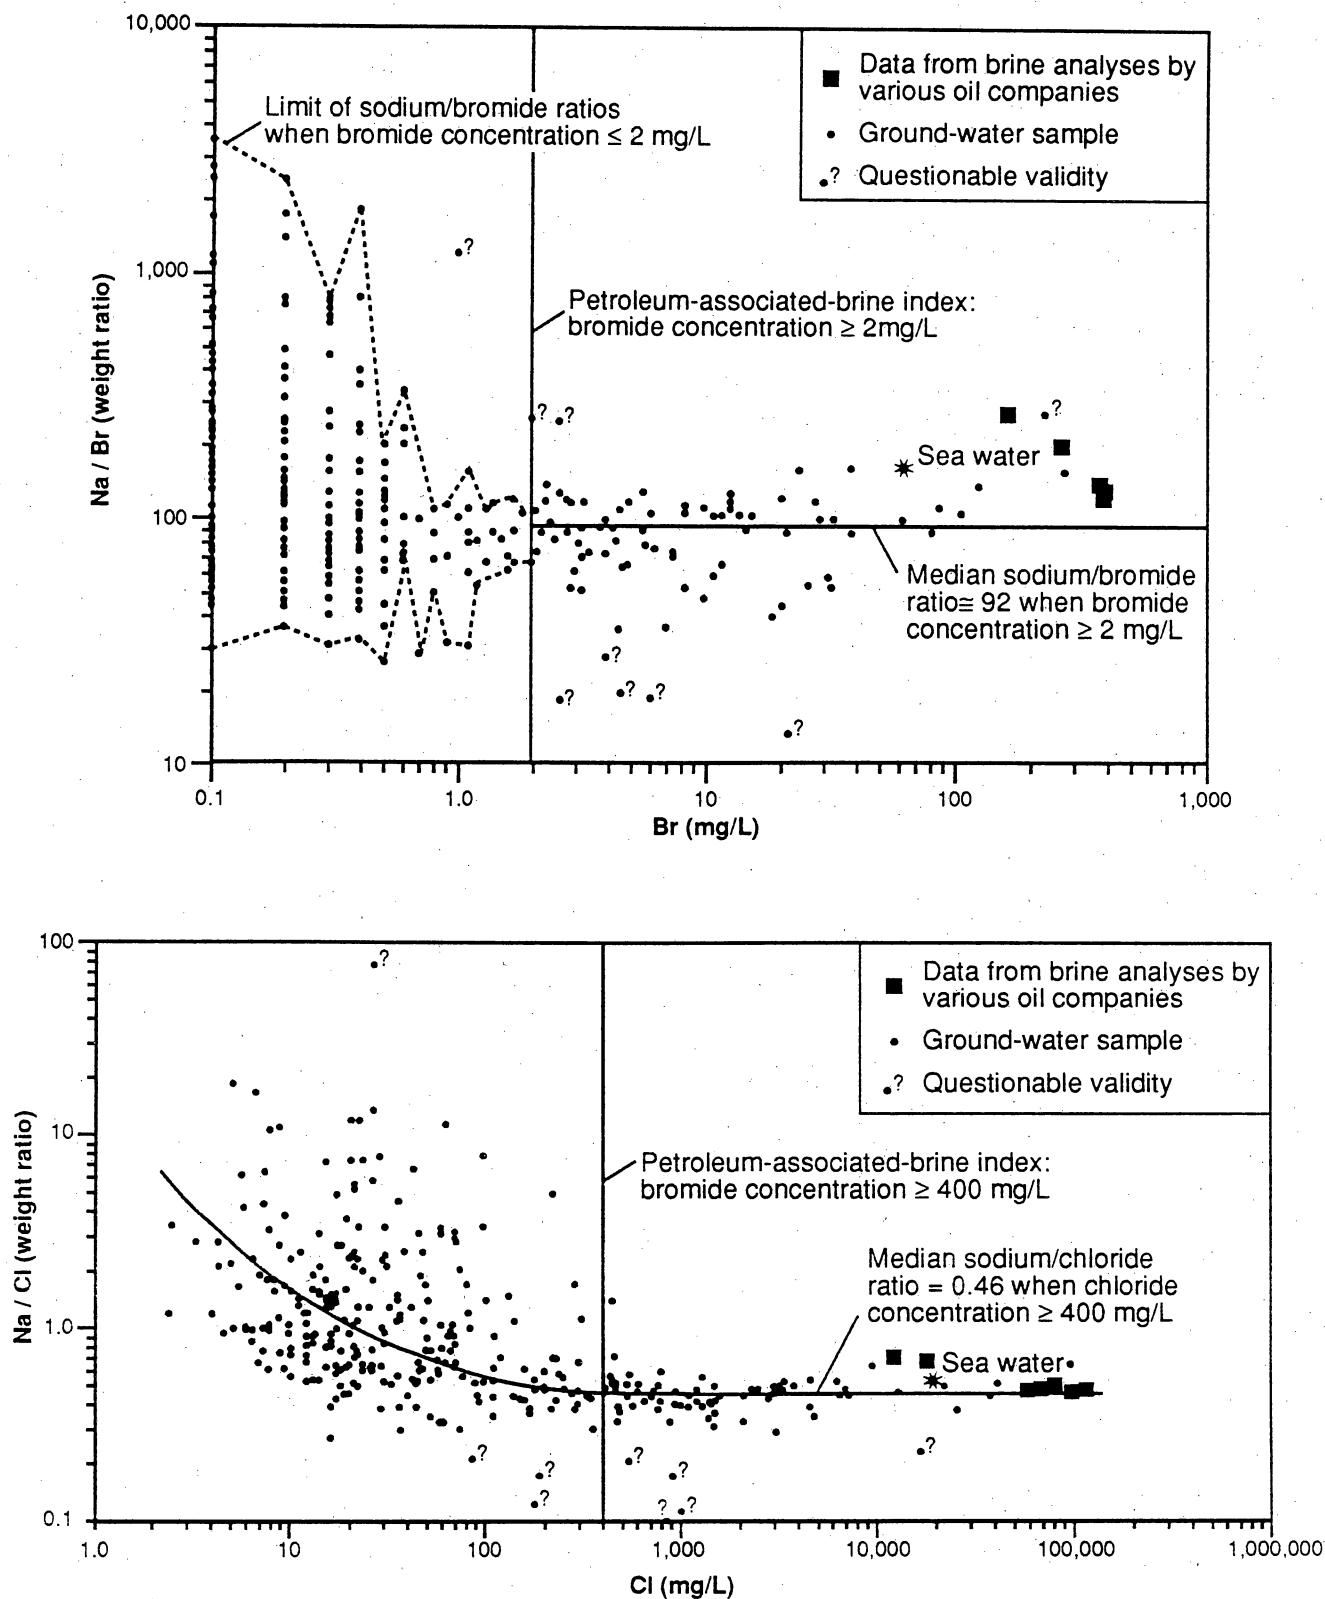 10,000
Data from brine analyses by
various oil companies
Ground-water sample
? Questionable validity
Limit of sodium/bromide ratios
when bromide concentration ≤ 2 mg/L
?
1,000
Petroleum-associated-brine index:
bromide concentration ≥ 2mg/L
Na / Br (weight ratio)
? ? ?
Sea water
100
Median sodium/bromide
ratio≅ 92 when bromide
concentration ≥ 2 mg/L
?
? ? ?
?
10
0.1 1.0 10 100 1,000
Br (mg/L)
100
?
Data from brine analyses by
various oil companies
Ground-water sample
? Questionable validity
10
Petroleum-associated-brine index:
bromide concentration ≥ 400 mg/L
Na / Cl (weight ratio)
Median sodium/chloride
ratio = 0.46 when chloride
concentration ≥ 400 mg/L
1.0
Sea water
? ? ? ? ?
? ? ?
0.1
1.0 10 100 1,000 10,000 100,000 1,000,000
Cl (mg/L)